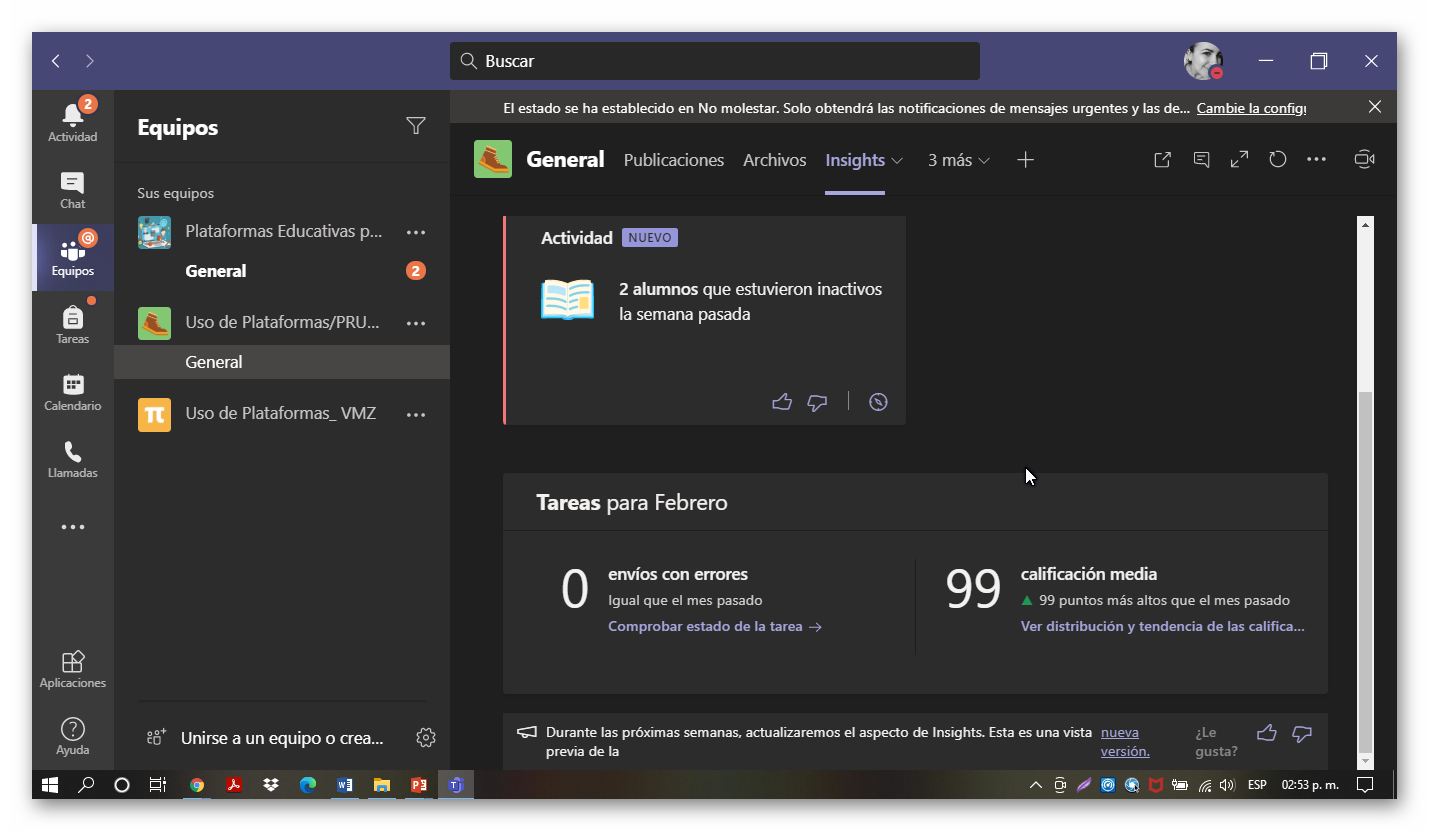 Buscar
2
Actividad
Chat
@
Equipos
Tareas
Calendario
Llamadas
Aplicaciones
Ayuda
Equipos
Sus equipos
Plataformas Educativas p...
General
2
Uso de Plataformas/PRU...
General
π
Uso de Plataformas_ VMZ
Unirse a un equipo o crea...
El estado se ha establecido en No molestar. Solo obtendrá las notificaciones de mensajes urgentes y las de... Cambie la configu
General Publicaciones Archivos Insights 3 más
Actividad NUEVO
2 alumnos que estuvieron inactivos
la semana pasada
Tareas para Febrero
0
envíos con errores
Igual que el mes pasado
Comprobar estado de la tarea →
99
calificación media
▲ 99 puntos más altos que el mes pasado
Ver distribución y tendencia de las califica...
Durante las próximas semanas, actualizaremos el aspecto de Insights. Esta es una vista
previa de la
nueva
versión.
¿Le
gusta?
ESP 02:53 p. m.